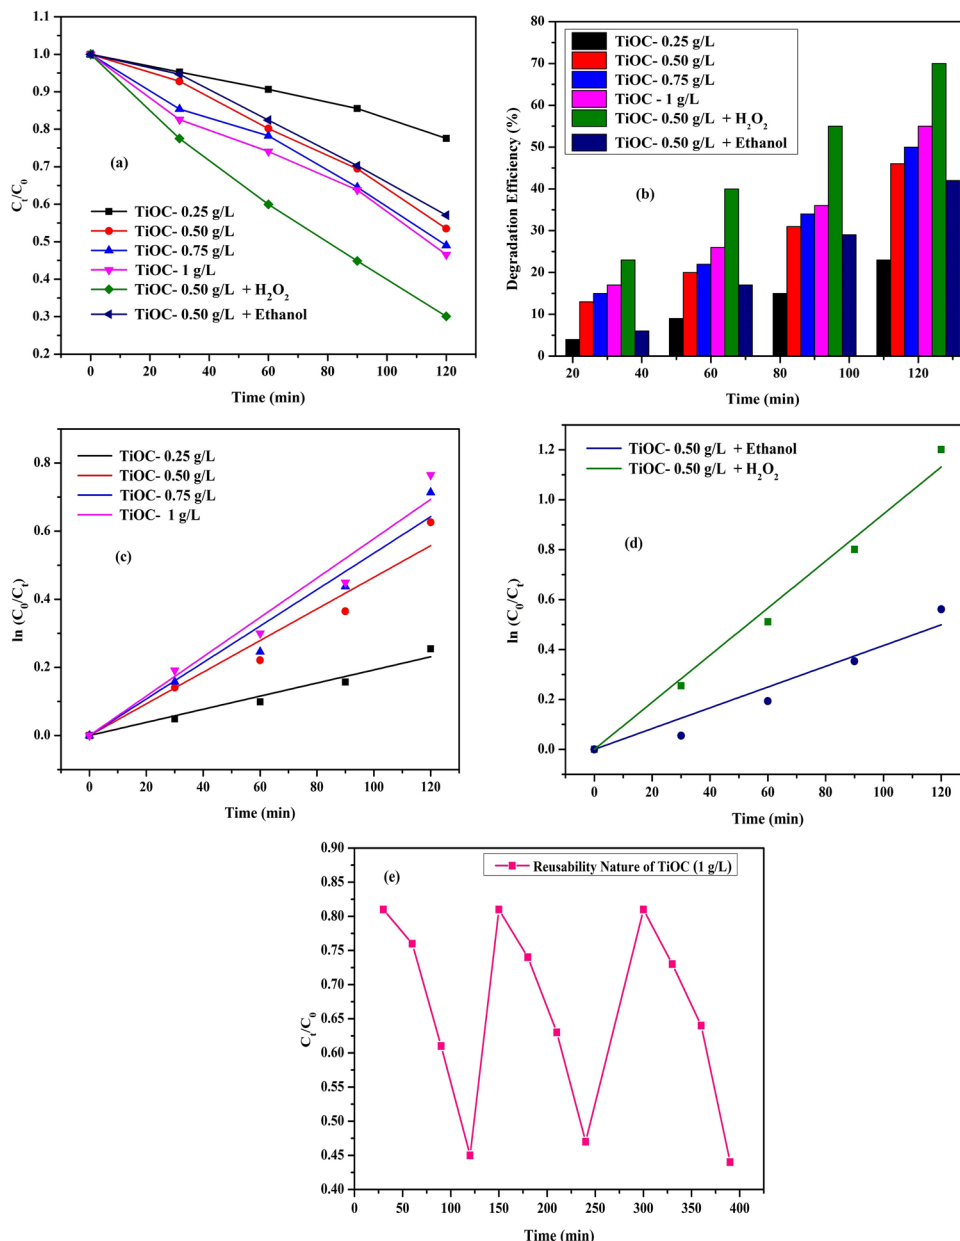 1.1
1.0
0.9
0.8
0.7
0.6
0.5
0.4
0.3
0.2
Cₜ/C₀
(a)
TiOC- 0.25 g/L
TiOC- 0.50 g/L
TiOC- 0.75 g/L
TiOC- 1 g/L
TiOC- 0.50 g/L + H₂O₂
TiOC- 0.50 g/L + Ethanol
0 20 40 60 80 100 120
Time (min)
80
70
60
50
40
30
20
10
0
Degradation Efficiency (%)
TiOC- 0.25 g/L
TiOC- 0.50 g/L
TiOC- 0.75 g/L
TiOC - 1 g/L
TiOC- 0.50 g/L + H₂O₂
TiOC- 0.50 g/L + Ethanol
(b)
20 40 60 80 100 120
Time (min)
0.8
0.6
0.4
0.2
0.0
ln (C₀/Cₜ)
TiOC- 0.25 g/L
TiOC- 0.50 g/L
TiOC- 0.75 g/L
TiOC- 1 g/L
(c)
0 20 40 60 80 100 120
Time (min)
1.2
1.0
0.8
0.6
0.4
0.2
0.0
ln (C₀/Cₜ)
TiOC- 0.50 g/L + Ethanol
TiOC- 0.50 g/L + H₂O₂
(d)
0 20 40 60 80 100 120
Time (min)
0.90
0.85
0.80
0.75
0.70
0.65
0.60
0.55
0.50
0.45
0.40
Cₜ/C₀
(e)
Reusability Nature of TiOC (1 g/L)
0 50 100 150 200 250 300 350 400
Time (min)